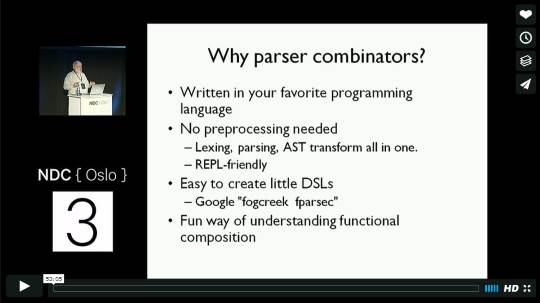 Why parser combinators?
• Written in your favorite programming
language
• No preprocessing needed
– Lexing, parsing, AST transform all in one.
– REPL-friendly
• Easy to create little DSLs
– Google "fogcreek fparsec"
• Fun way of understanding functional
composition
NDC
NDC { Oslo }
3
52:05
HD